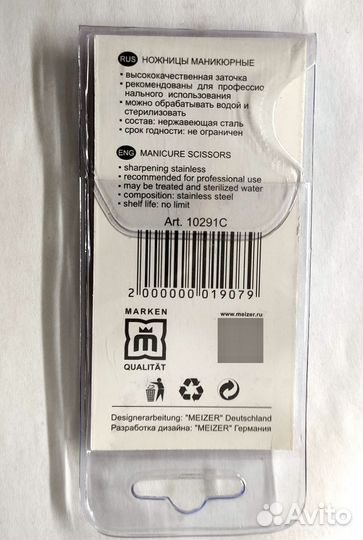 RUS НОЖНИЦЫ МАНИКЮРНЫЕ
• высококачественная заточка
• рекомендованы для профессио
нального использования
• можно обрабатывать водой и
стерилизовать
• состав: нержавеющая сталь
• срок годности: не ограничен
ENG MANICURE SCISSORS
• sharpening stainless
• recommended for professional use
• may be treated and sterilized water
• composition: stainless steel
• shelf life: no limit
Art. 10291C
2 000000 019079
MARKEN
M
QUALITÄT
www.meizer.ru
Designerarbeitung: "MEIZER" Deutschland
Разработка дизайна: "MEIZER" Германия
Avito